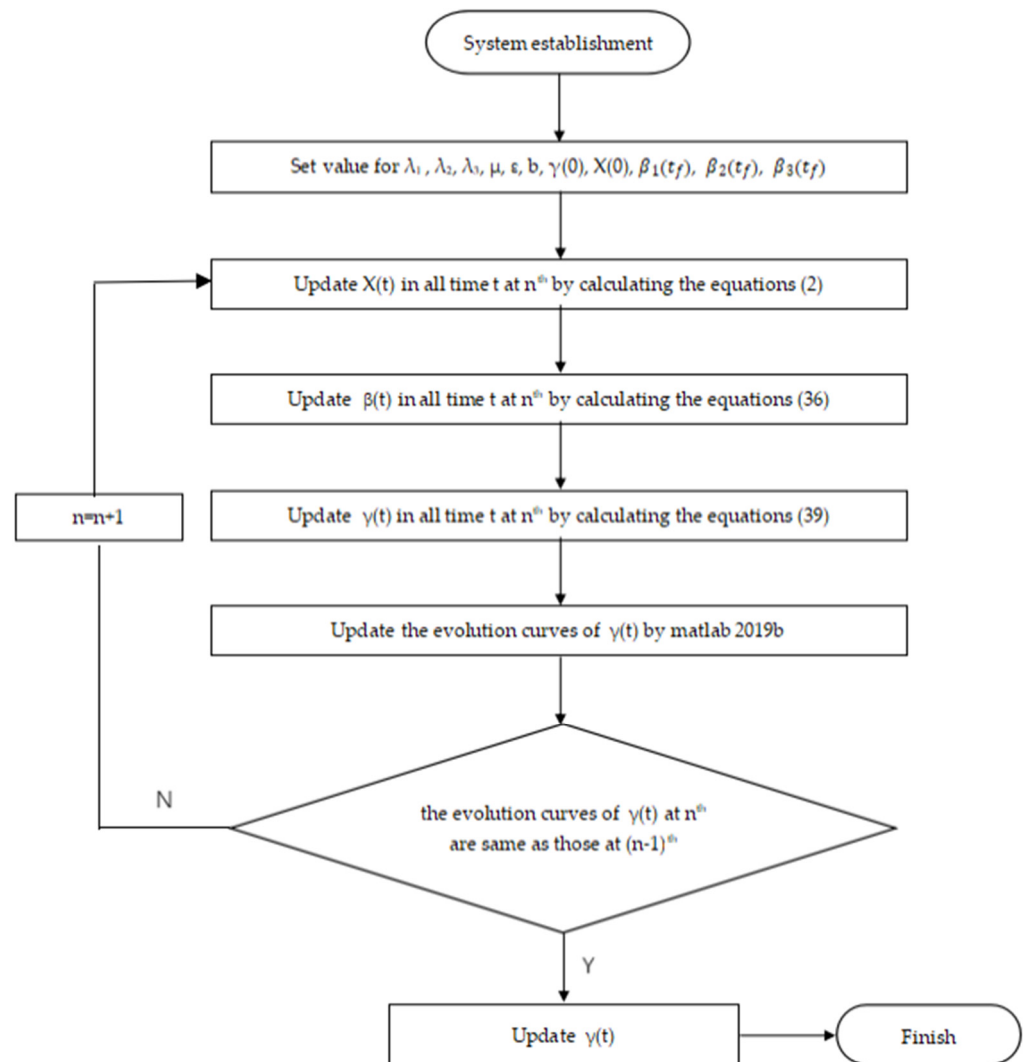 System establishment
Set value for λ₁, λ₂, λ₃, μ, ε, b, γ(0), X(0), β₁(t_f), β₂(t_f), β₃(t_f)
Update X(t) in all time t at nᵗʰ by calculating the equations (2)
Update β(t) in all time t at nᵗʰ by calculating the equations (36)
n=n+1
Update γ(t) in all time t at nᵗʰ by calculating the equations (39)
Update the evolution curves of γ(t) by matlab 2019b
N
the evolution curves of γ(t) at nᵗʰ
are same as those at (n-1)ᵗʰ
Y
Update γ(t)
Finish